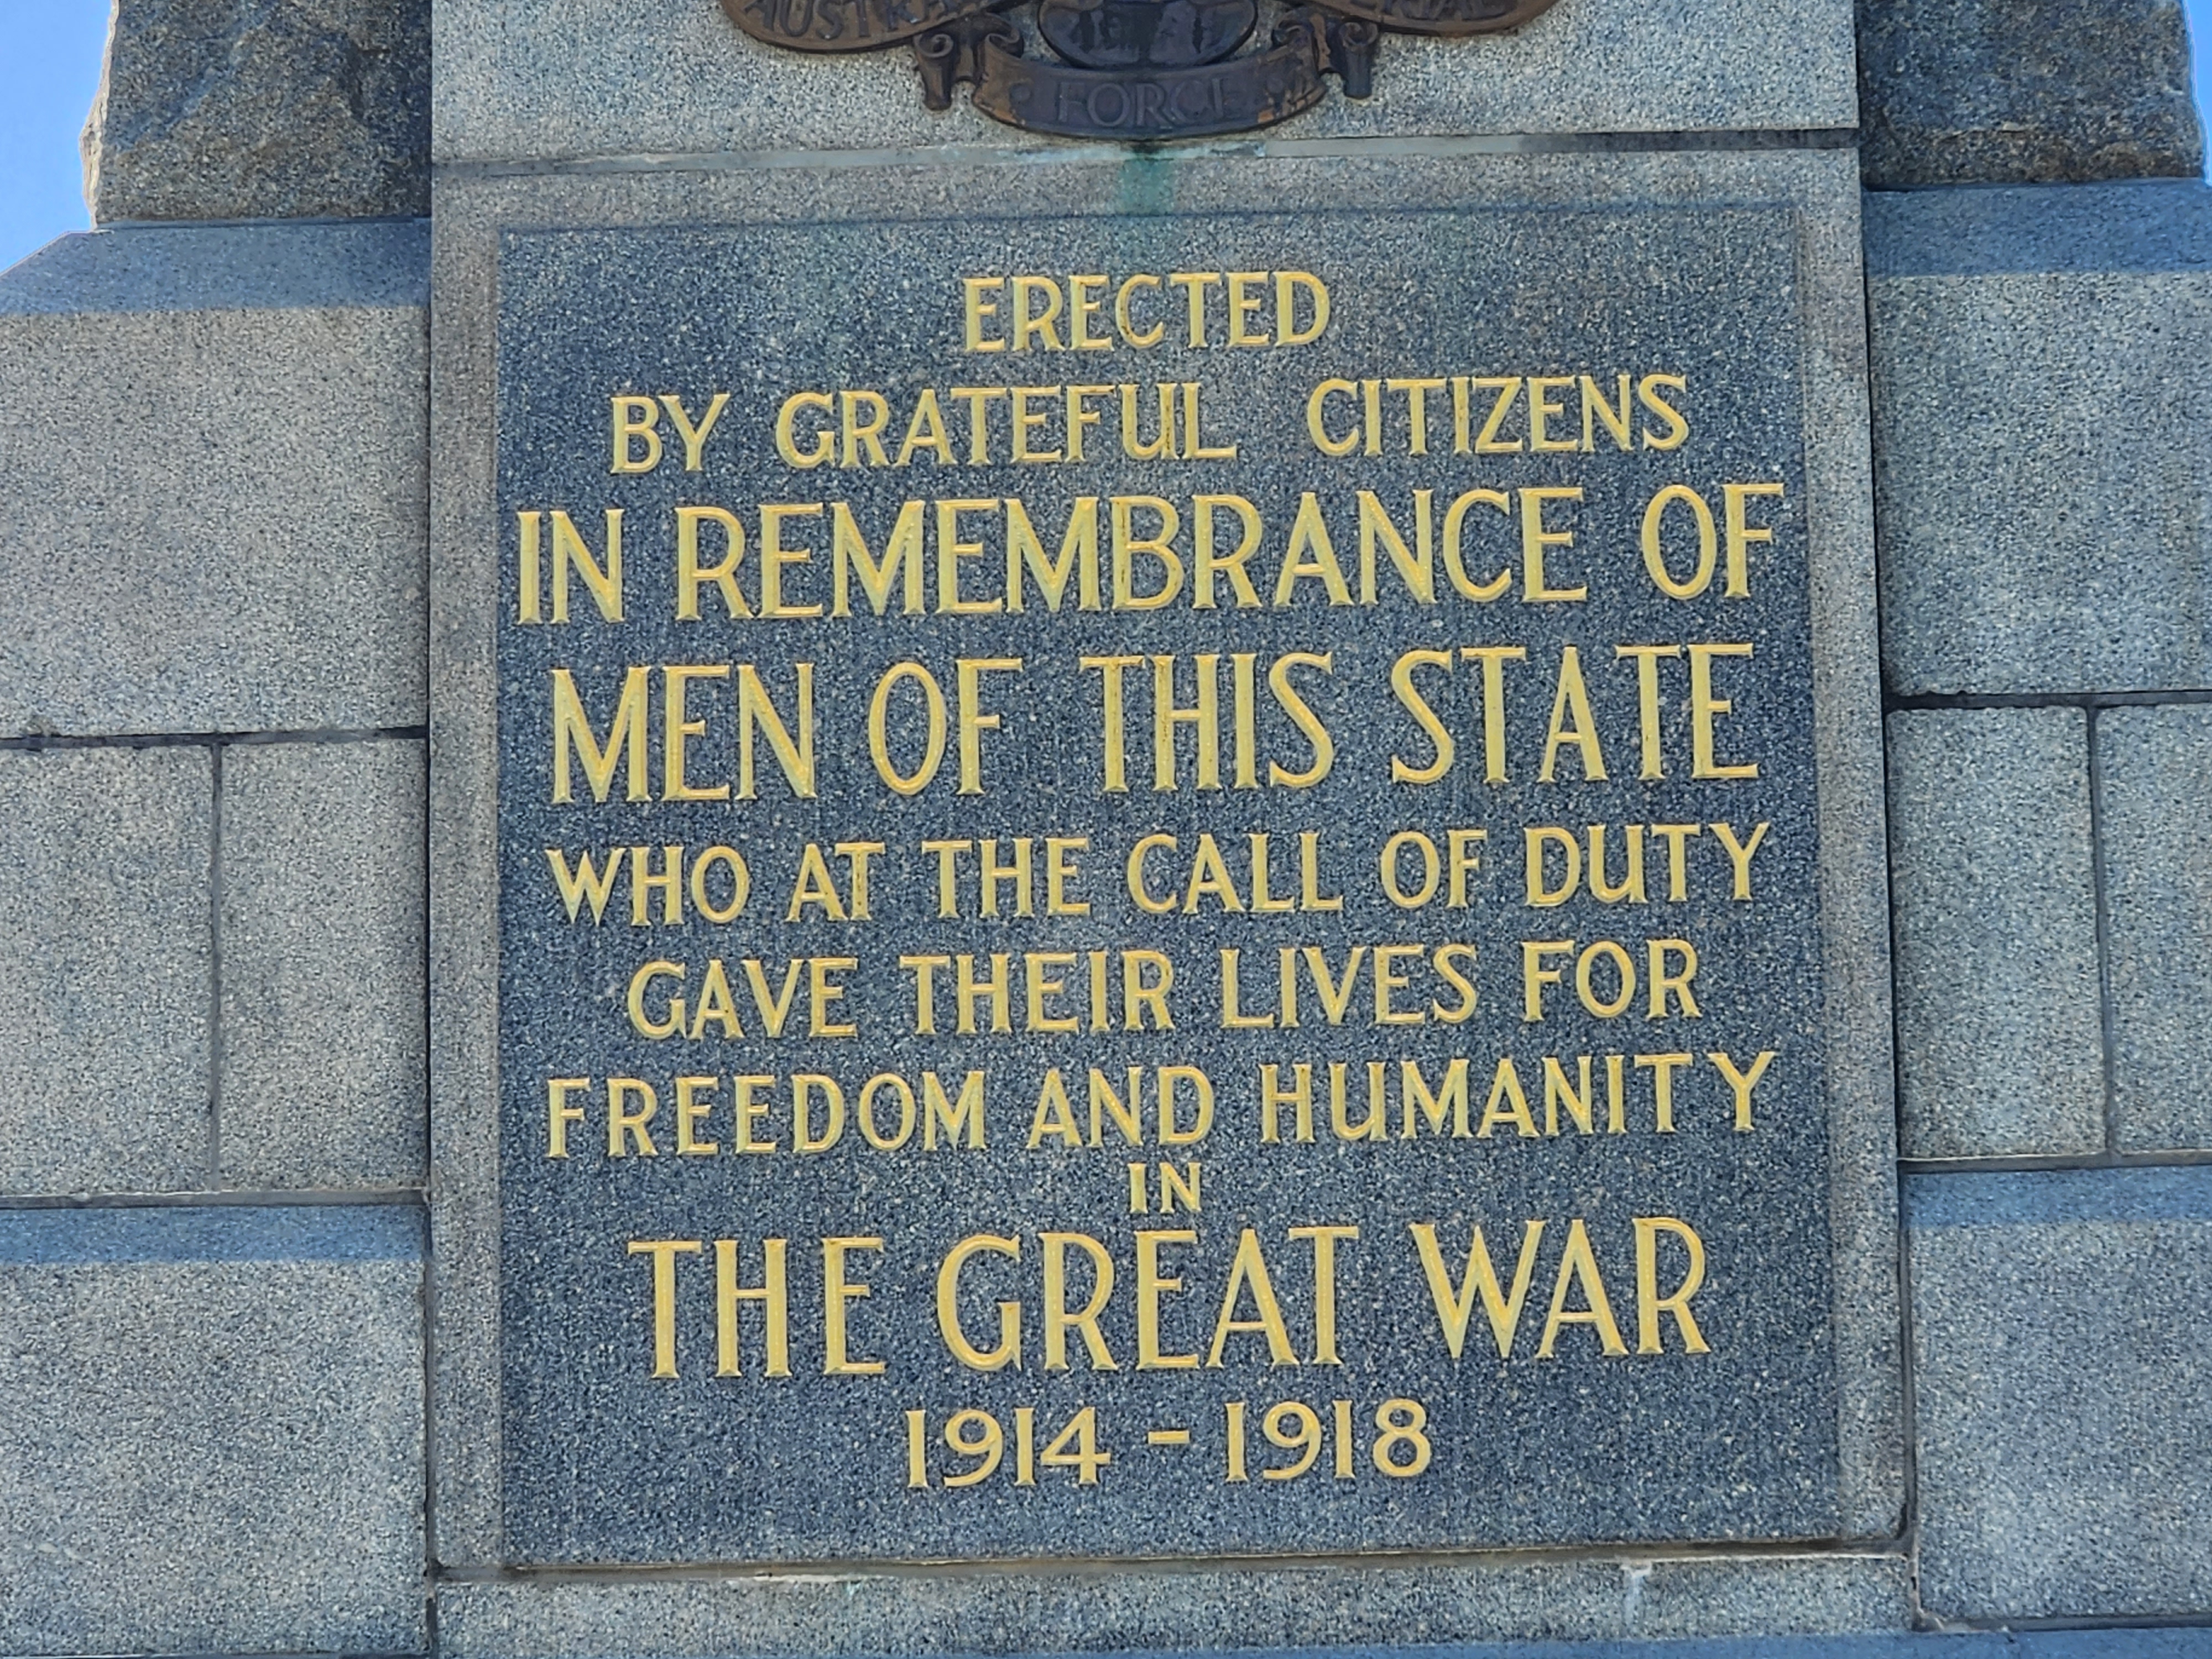 FORCE
ERECTED
BY GRATEFUL CITIZENS
IN REMEMBRANCE OF
MEN OF THIS STATE
WHO AT THE CALL OF DUTY
GAVE THEIR LIVES FOR
FREEDOM AND HUMANITY
IN
THE GREAT WAR
1914 - 1918